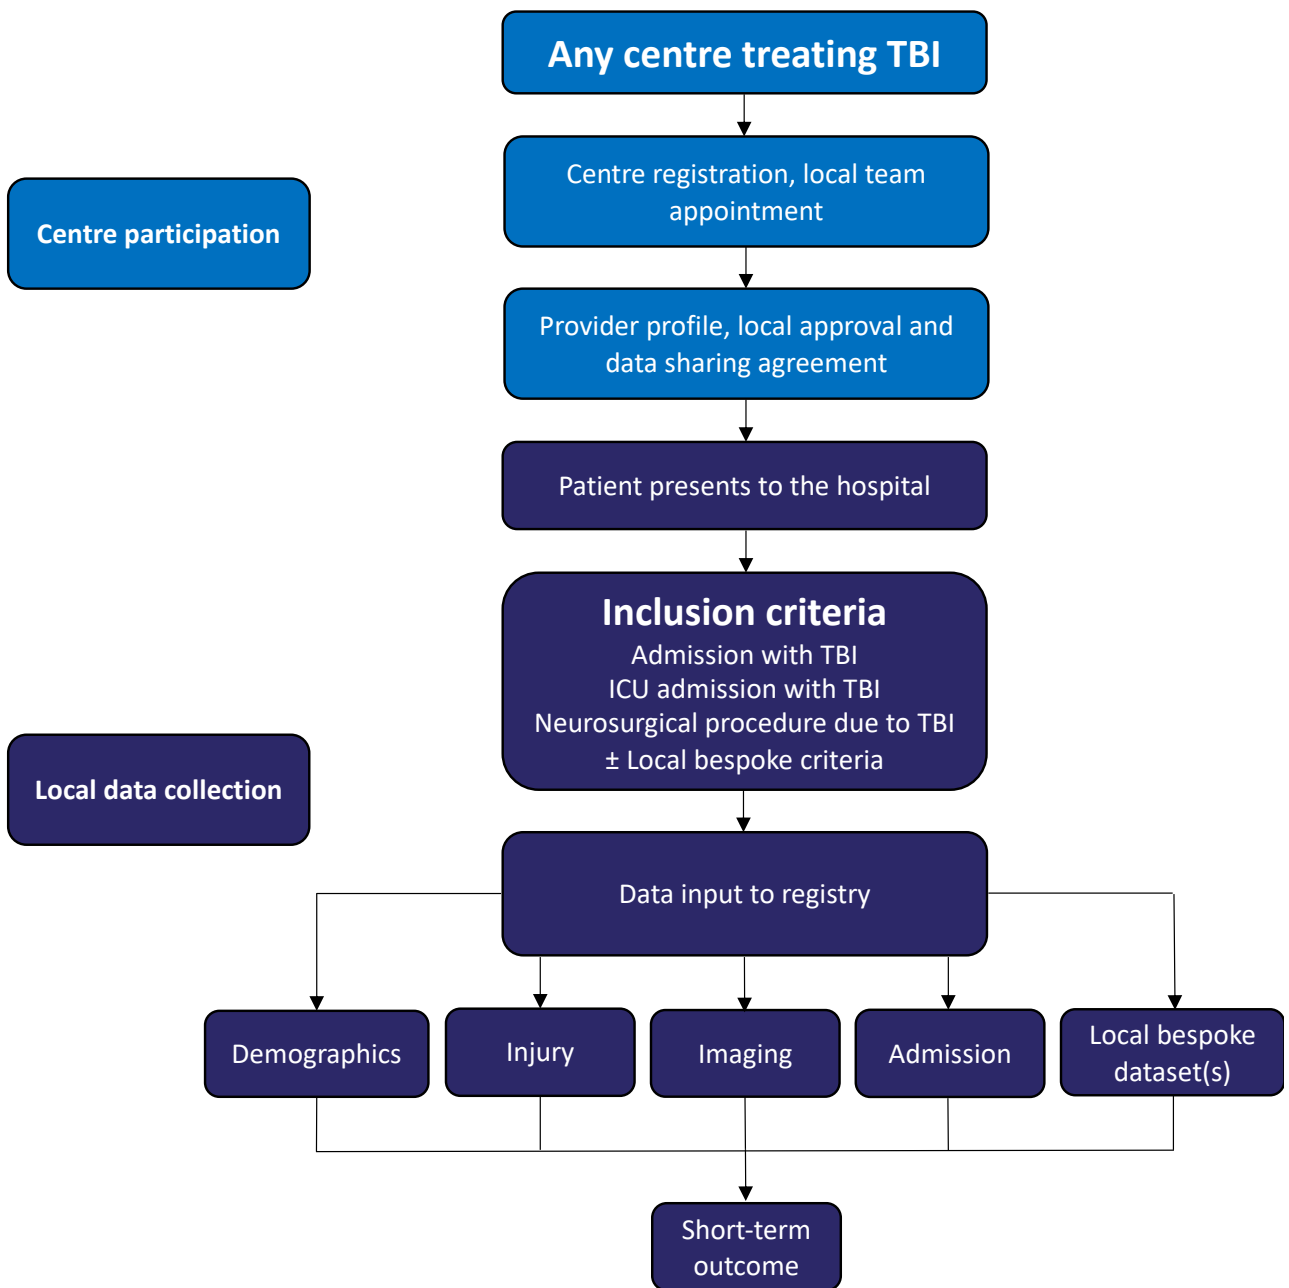 Any centre treating TBI
Centre registration, local team
appointment
Centre participation
Provider profile, local approval and
data sharing agreement
Patient presents to the hospital
Inclusion criteria
Admission with TBI
ICU admission with TBI
Neurosurgical procedure due to TBI
± Local bespoke criteria
Local data collection
Data input to registry
Demographics
Injury
Imaging
Admission
Local bespoke
dataset(s)
Short-term
outcome